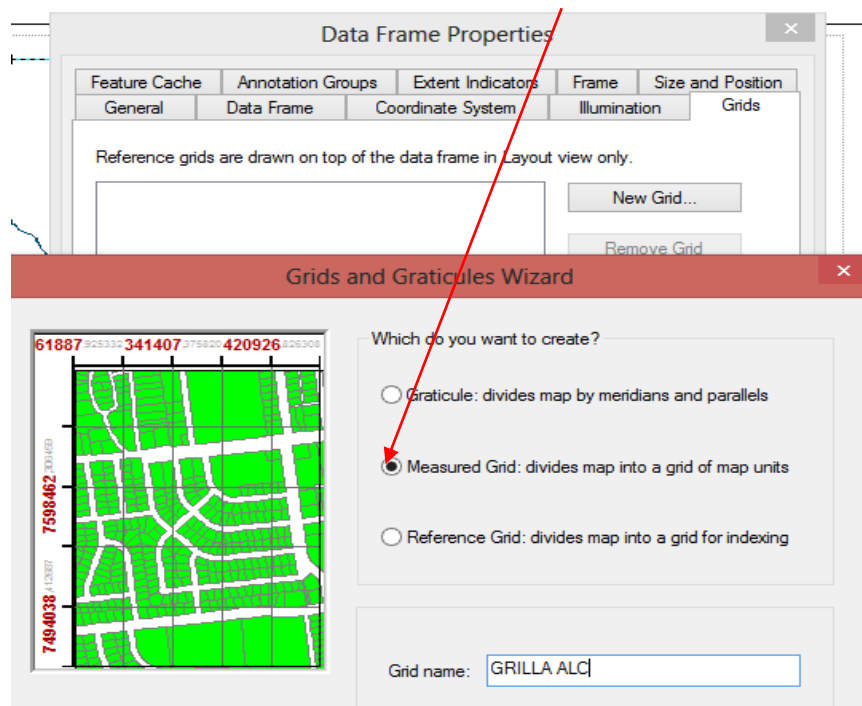 Data Frame Properties
Feature Cache Annotation Groups Extent Indicators Frame Size and Position
General Data Frame Coordinate System Illumination Grids
Reference grids are drawn on top of the data frame in Layout view only.
New Grid...
Remove Grid
Grids and Graticules Wizard
61887 .925332 341407 .375820 420926 .826308
7598462
7494038
Which do you want to create?
Graticule: divides map by meridians and parallels
Measured Grid: divides map into a grid of map units
Reference Grid: divides map into a grid for indexing
Grid name: GRILLA ALC